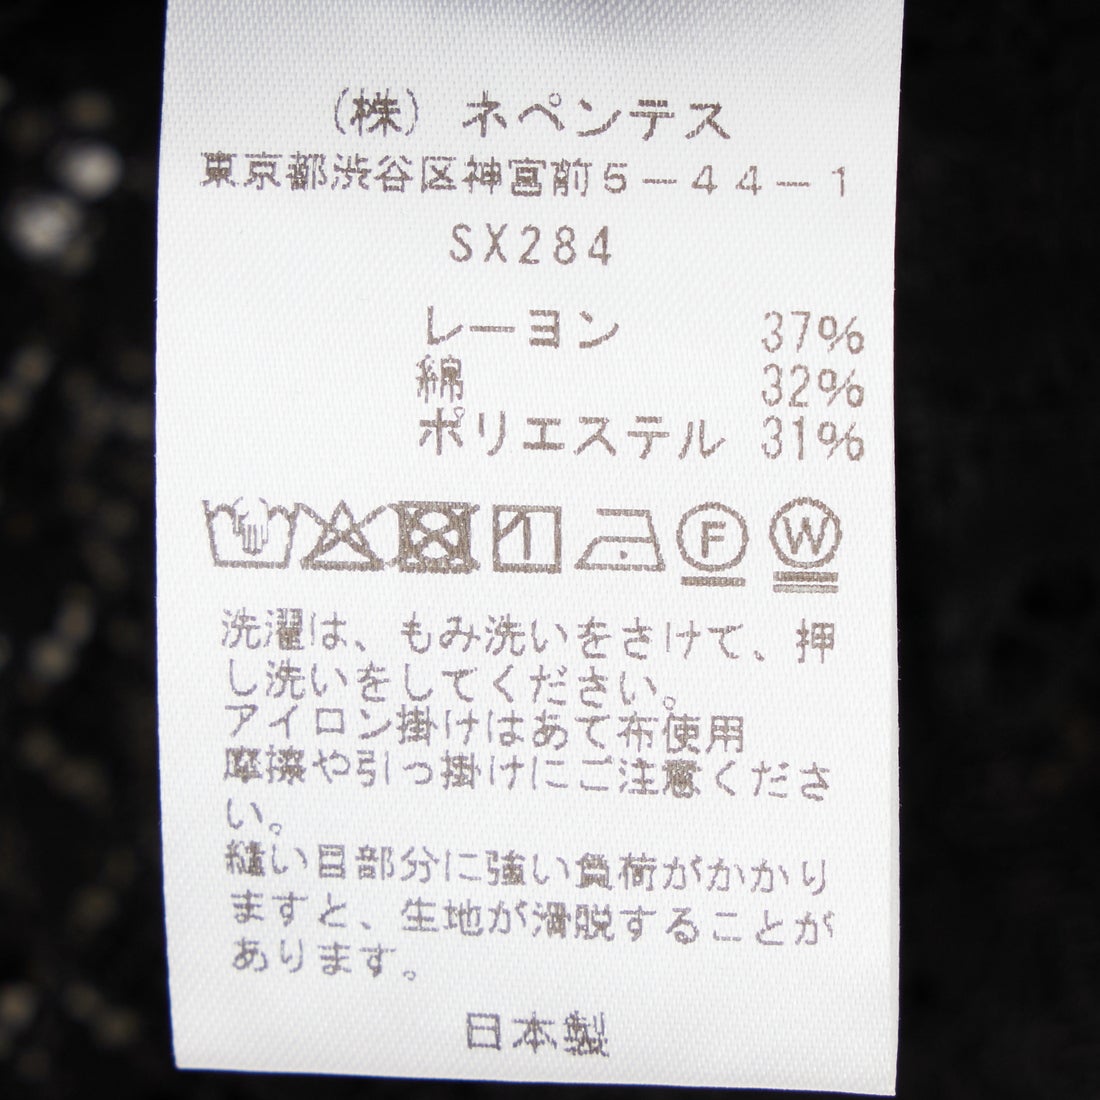 (株) ネペンテス
東京都渋谷区神宮前5－44－1
SX284
レーヨン 37%
綿 32%
ポリエステル 31%
F W
洗濯は、もみ洗いをさけて、押
し洗いをしてください。
アイロン掛けはあて布使用
摩擦や引っ掛けにご注意くださ
い。
縫い目部分に強い負荷がかかり
ますと、生地が滑脱することが
あります。
日本製